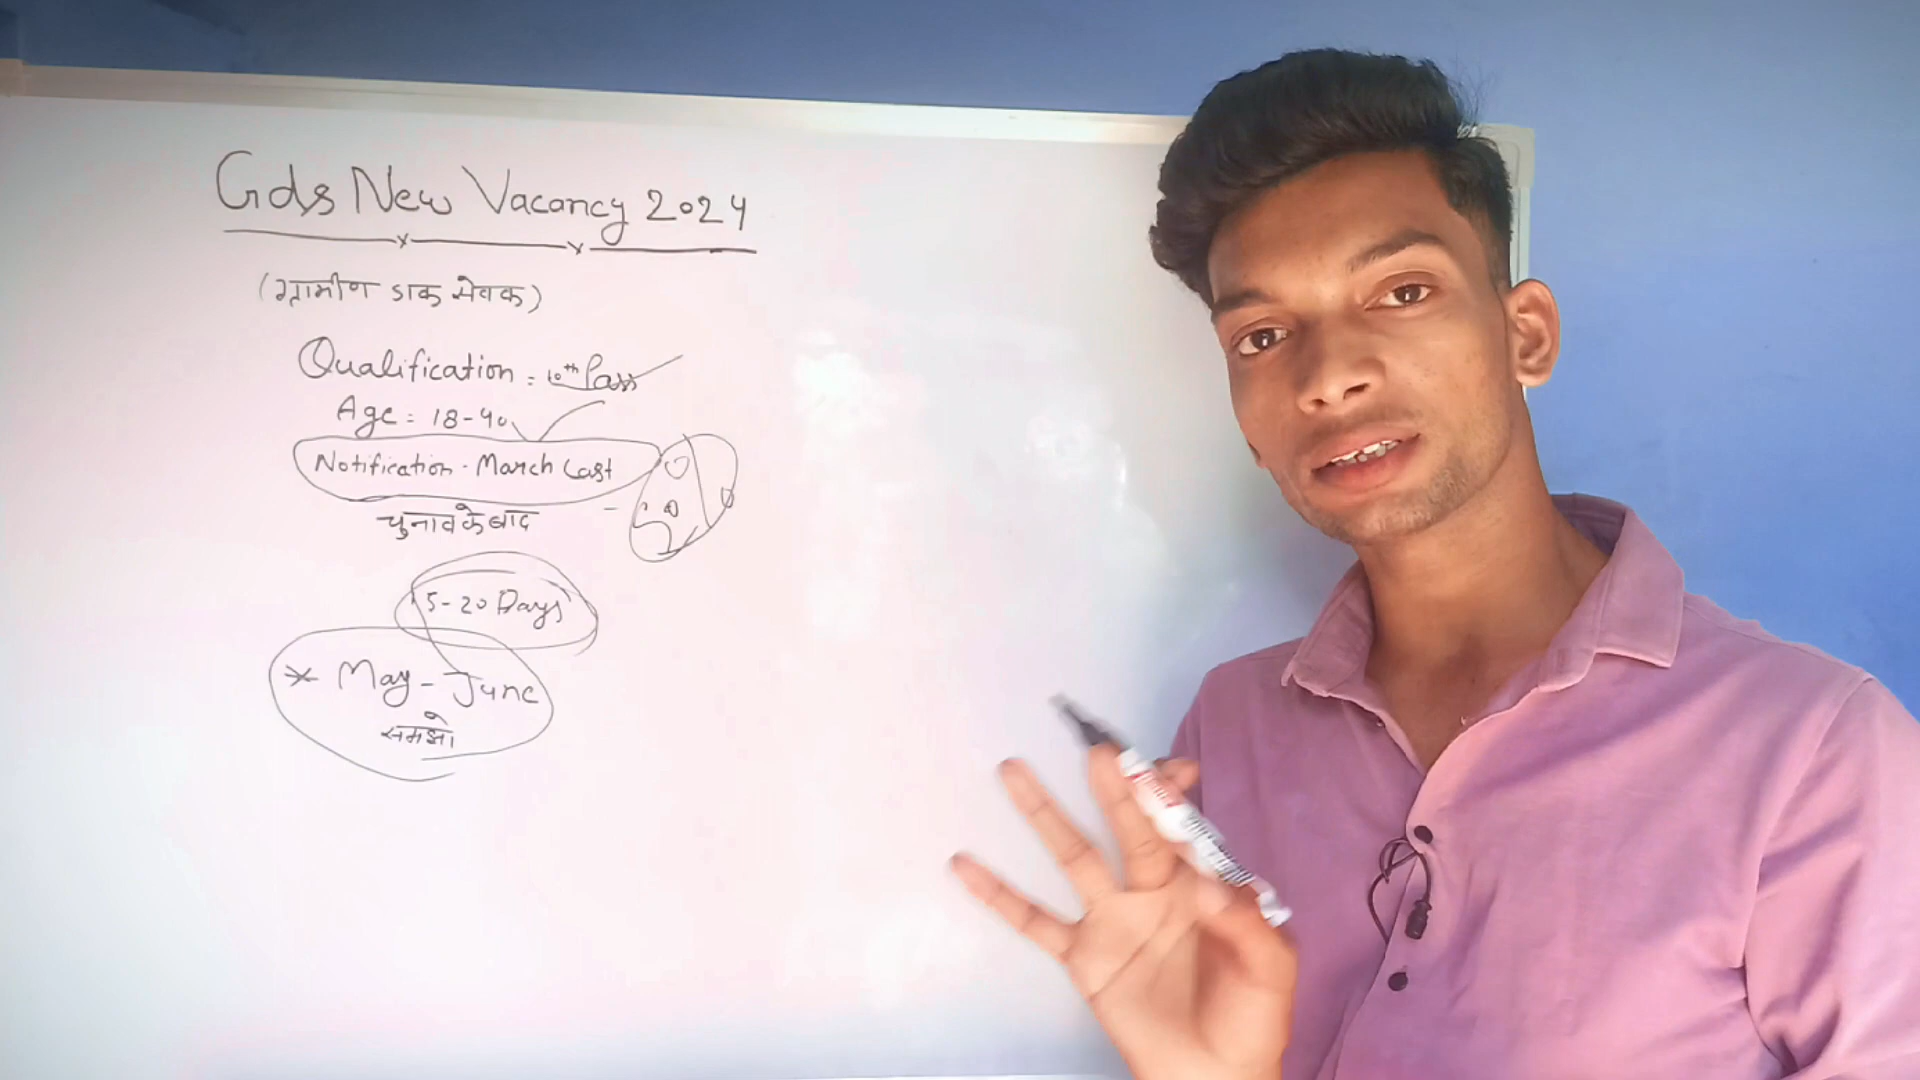 Gds New Vacancy 2024
(ग्रामीण डाक सेवक)
Qualification = 10th Pass
Age = 18-40
Notification - March Last
चुनाव के बाद
15-20 Days
* May - June
समझो